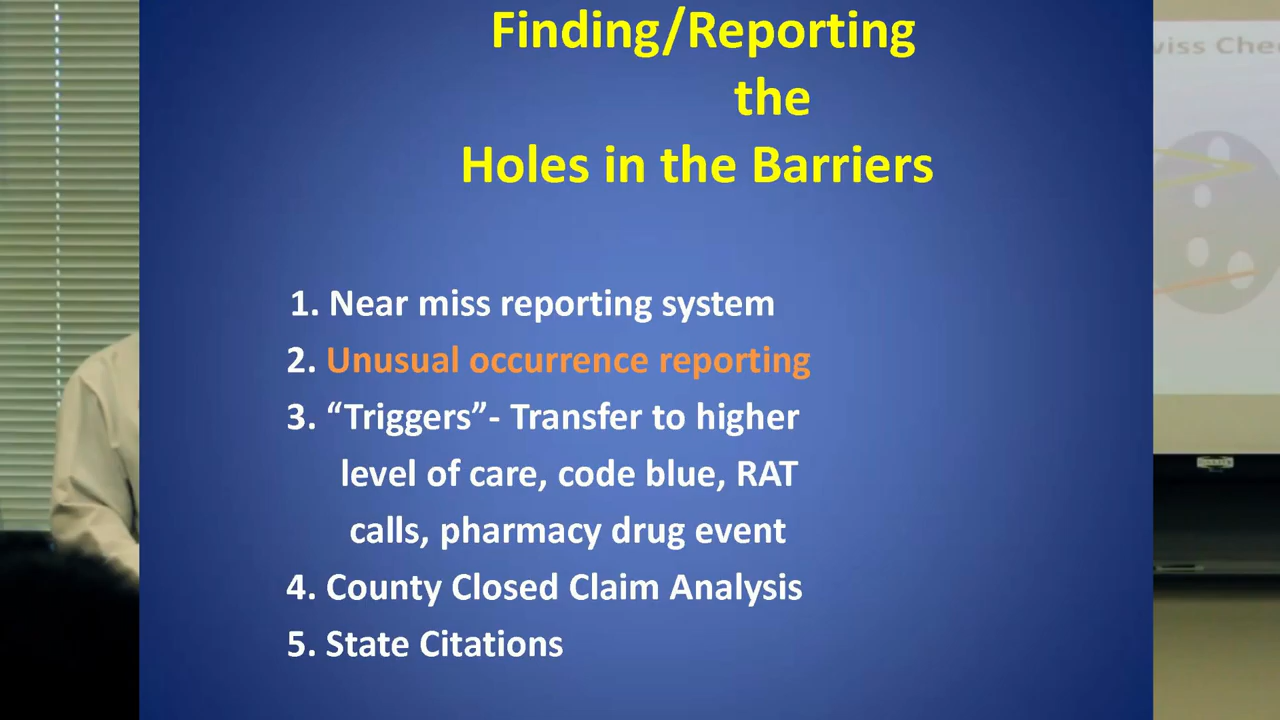 Finding/Reporting
the
Holes in the Barriers
1. Near miss reporting system
2. Unusual occurrence reporting
3. “Triggers”- Transfer to higher
level of care, code blue, RAT
calls, pharmacy drug event
4. County Closed Claim Analysis
5. State Citations